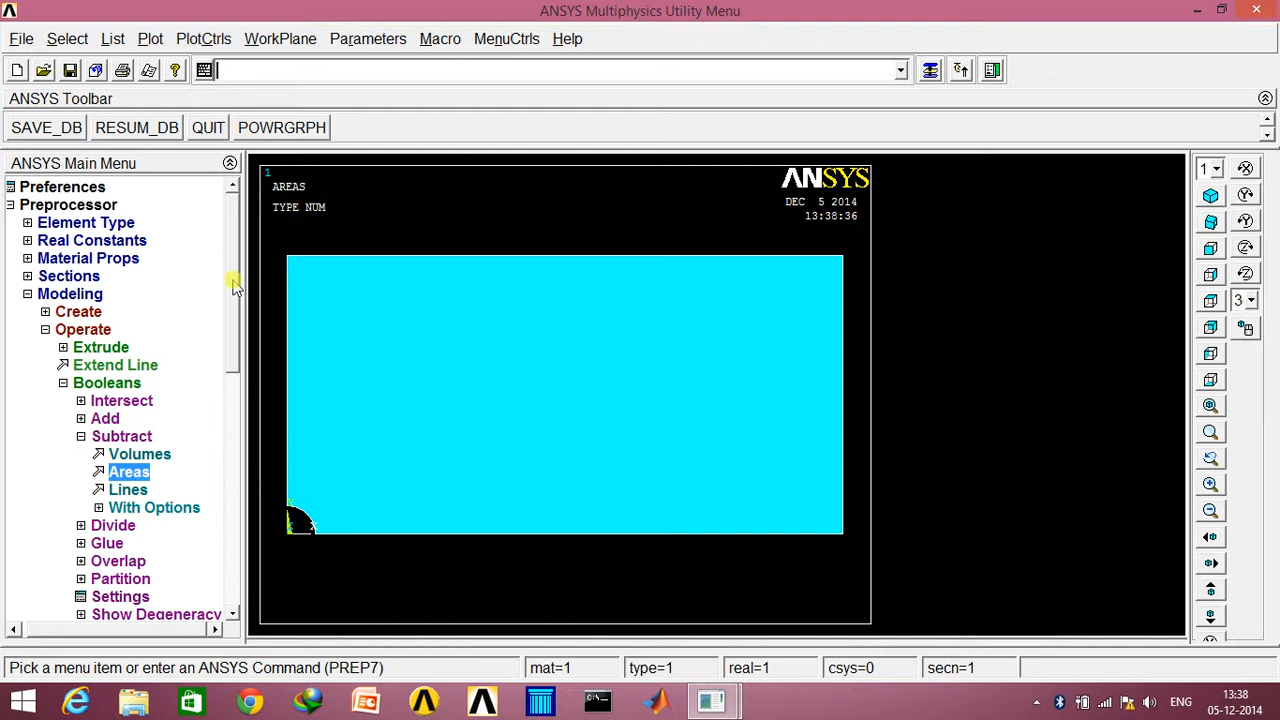 ANSYS Multiphysics Utility Menu
File Select List Plot PlotCtrls WorkPlane Parameters Macro MenuCtrls Help
ANSYS Toolbar
SAVE_DB RESUM_DB QUIT POWRGRPH
ANSYS Main Menu
Preferences
Preprocessor
Element Type
Real Constants
Material Props
Sections
Modeling
Create
Operate
Extrude
Extend Line
Booleans
Intersect
Add
Subtract
Volumes
Areas
Lines
With Options
Divide
Glue
Overlap
Partition
Settings
Show Degeneracy
1
AREAS
TYPE NUM
ANSYS
DEC 5 2014
13:38:36
Y
X
1
3
Pick a menu item or enter an ANSYS Command (PREP7) mat=1 type=1 real=1 csys=0 secn=1
ENG
13:38
05-12-2014